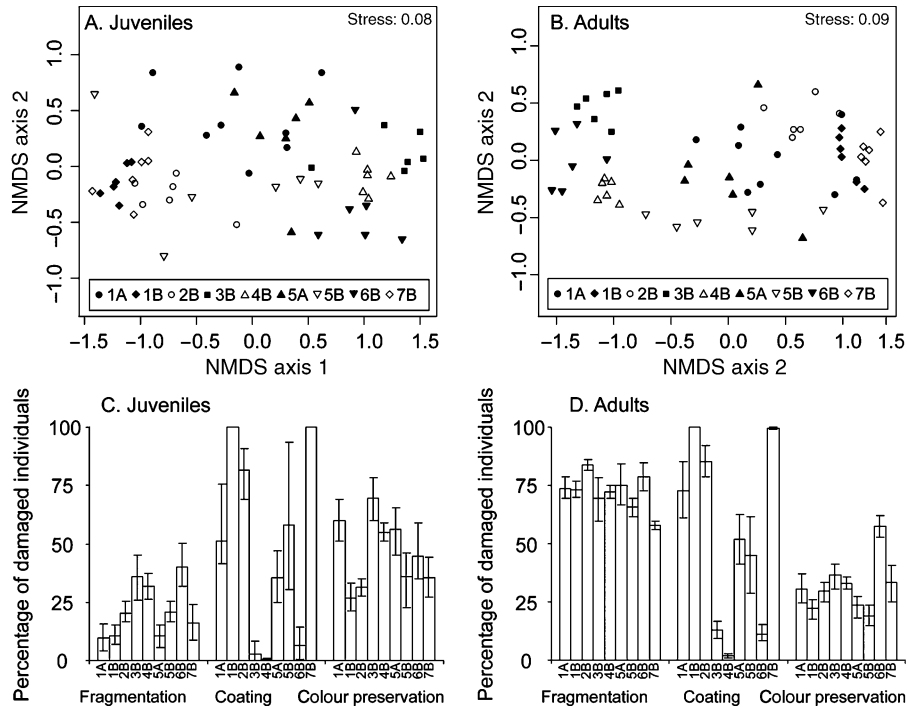 A. Juveniles
Stress: 0.08
NMDS axis 2
1.0
0.5
0.0
−0.5
−1.0
1A 1B 2B 3B 4B 5A 5B 6B 7B
−1.5 −1.0 −0.5 0.0 0.5 1.0 1.5
NMDS axis 1
B. Adults
Stress: 0.09
NMDS axis 2
1.0
0.5
0.0
−0.5
−1.0
1A 1B 2B 3B 4B 5A 5B 6B 7B
−1.5 −1.0 −0.5 0.0 0.5 1.0 1.5
NMDS axis 2
C. Juveniles
Percentage of damaged individuals
100
75
50
25
0
1A 1B 2B 3B 4B 5A 5B 6B 7B 1A 1B 2B 3B 4B 5A 5B 6B 7B 1A 1B 2B 3B 4B 5A 5B 6B 7B
Fragmentation Coating Colour preservation
D. Adults
Percentage of damaged individuals
100
75
50
25
0
1A 1B 2B 3B 4B 5A 5B 6B 7B 1A 1B 2B 3B 4B 5A 5B 6B 7B 1A 1B 2B 3B 4B 5A 5B 6B 7B
Fragmentation Coating Colour preservation